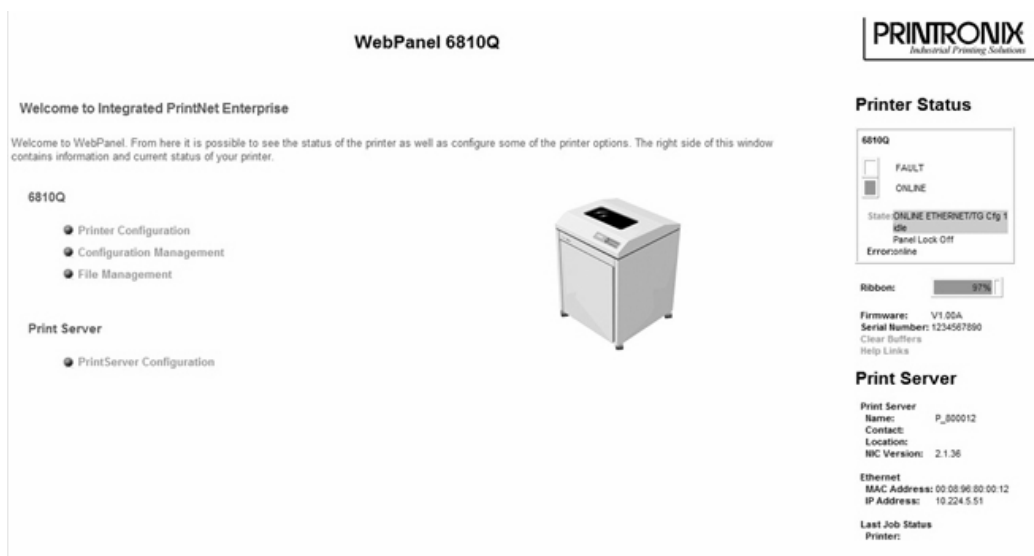 WebPanel 6810Q
PRINTRONIX
Industrial Printing Solutions
Welcome to Integrated PrintNet Enterprise
Welcome to WebPanel. From here it is possible to see the status of the printer as well as configure some of the printer options. The right side of this window
contains information and current status of your printer.
6810Q
Printer Configuration
Configuration Management
File Management
Print Server
PrintServer Configuration
Printer Status
6810Q
FAULT
ONLINE
State: ONLINE ETHERNET/TG Cfg 1
idle
Panel Lock Off
Error: online
Ribbon: 97%
Firmware: V1.00A
Serial Number: 1234567890
Clear Buffers
Help Links
Print Server
Print Server
Name: P_800012
Contact:
Location:
NIC Version: 2.1.36
Ethernet
MAC Address: 00:08:96:80:00:12
IP Address: 10.224.5.51
Last Job Status
Printer: